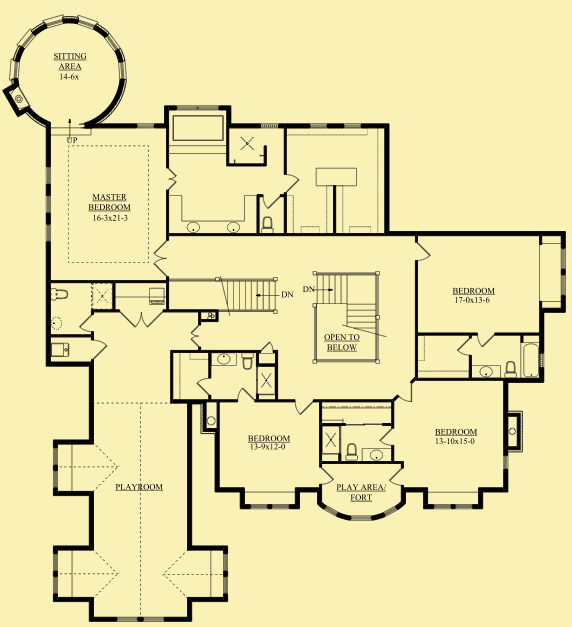 SITTING
AREA
14-6x
UP
MASTER
BEDROOM
16-3x21-3
DN
DN
BEDROOM
17-0x13-6
OPEN TO
BELOW
BEDROOM
13-9x12-0
BEDROOM
13-10x15-0
PLAYROOM
PLAY AREA/
FORT